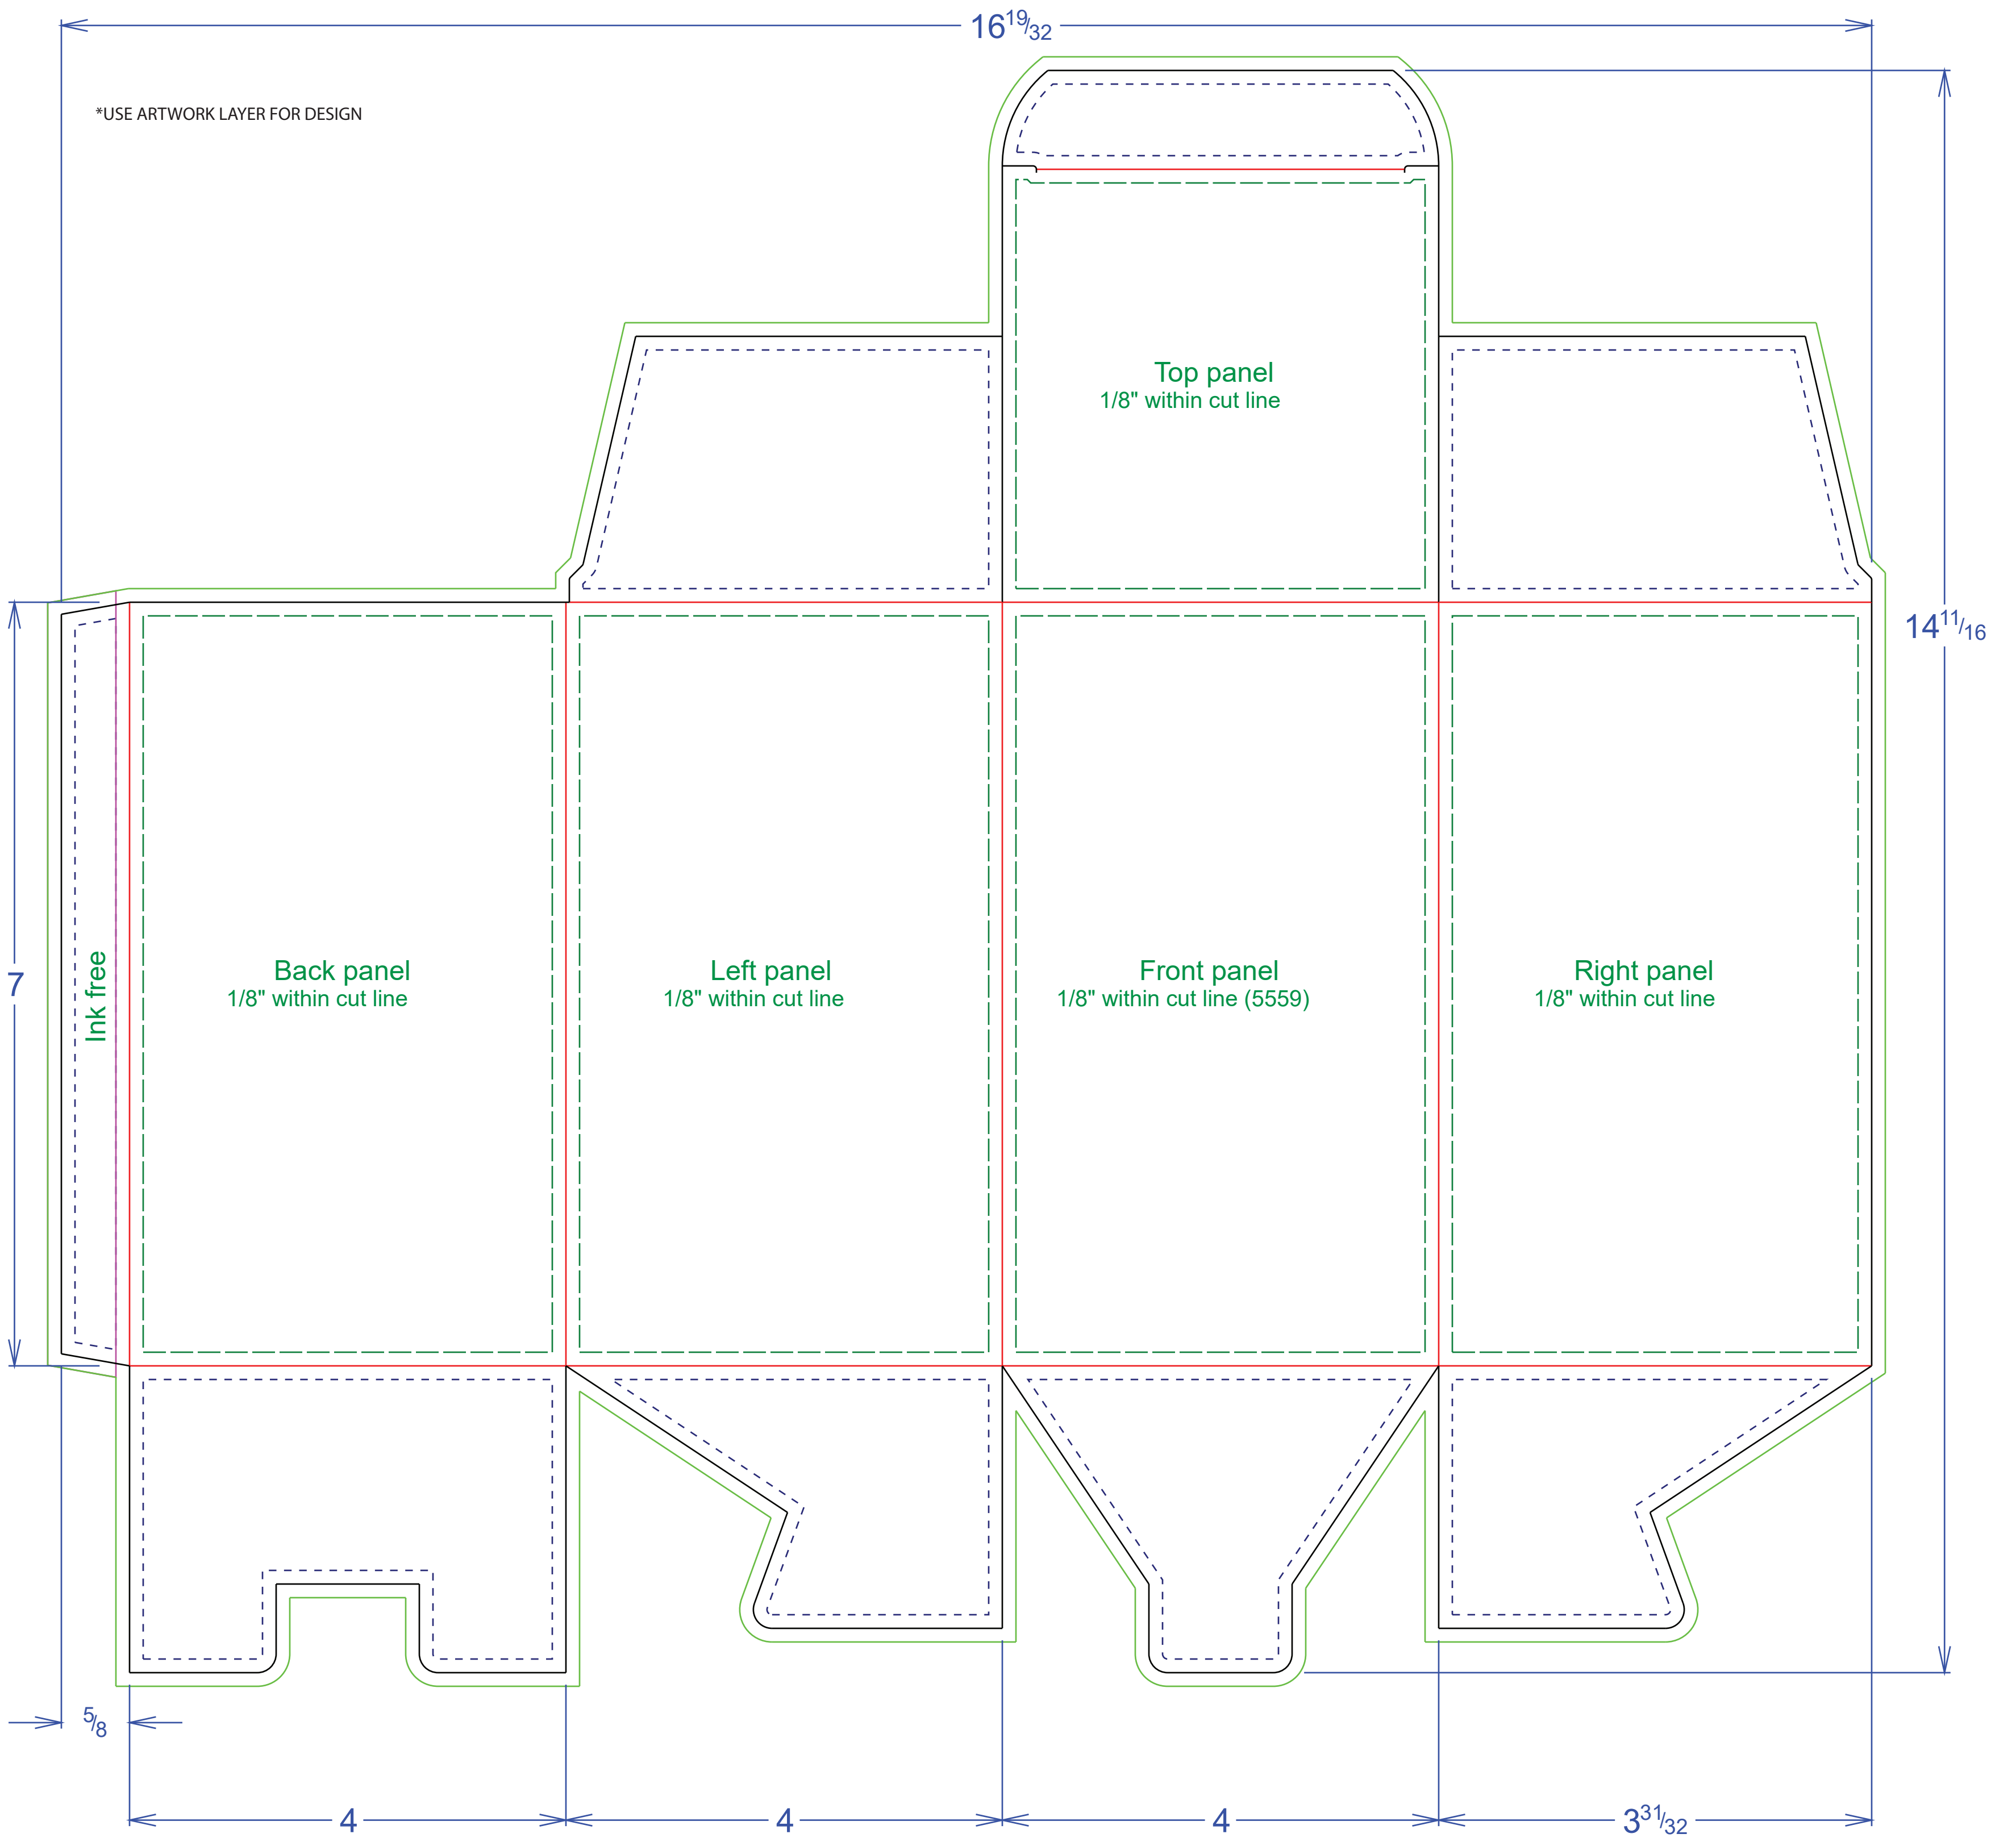 16 19/32
*USE ARTWORK LAYER FOR DESIGN
Top panel
1/8" within cut line
14 11/16
7
Ink free
Back panel
1/8" within cut line
Left panel
1/8" within cut line
Front panel
1/8" within cut line (5559)
Right panel
1/8" within cut line
5/8
4
4
4
3 31/32